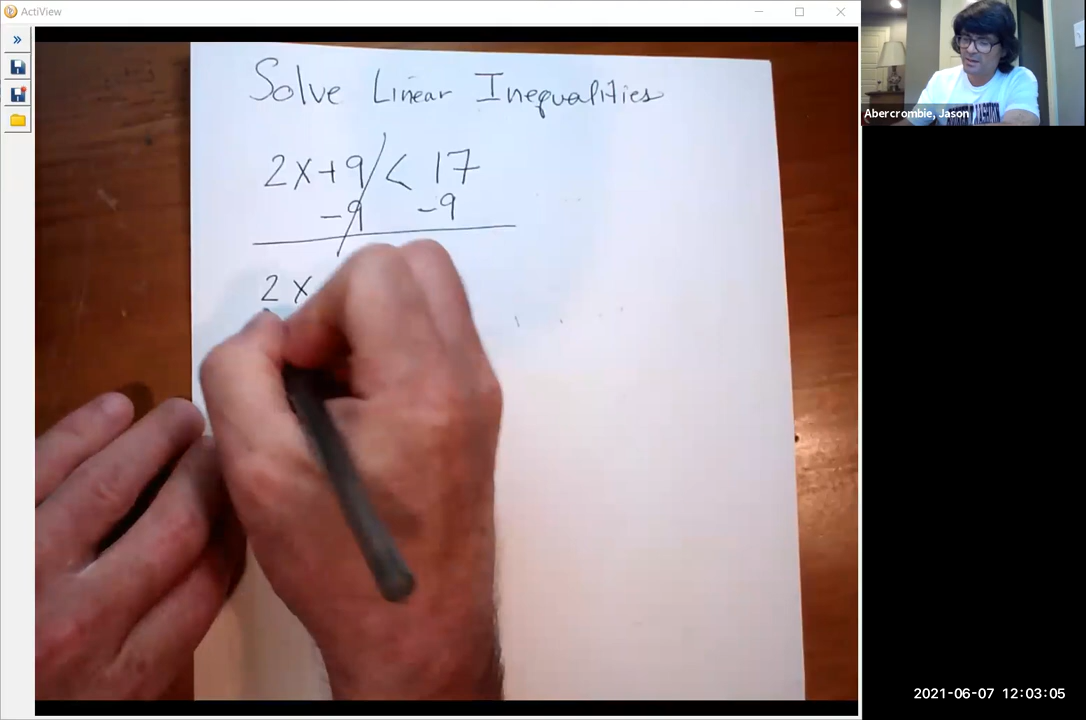 ActiView
»
Solve Linear Inequalities
2x+9 < 17
-9 -9
2x
Abercrombie, Jason
2021-06-07 12:03:05